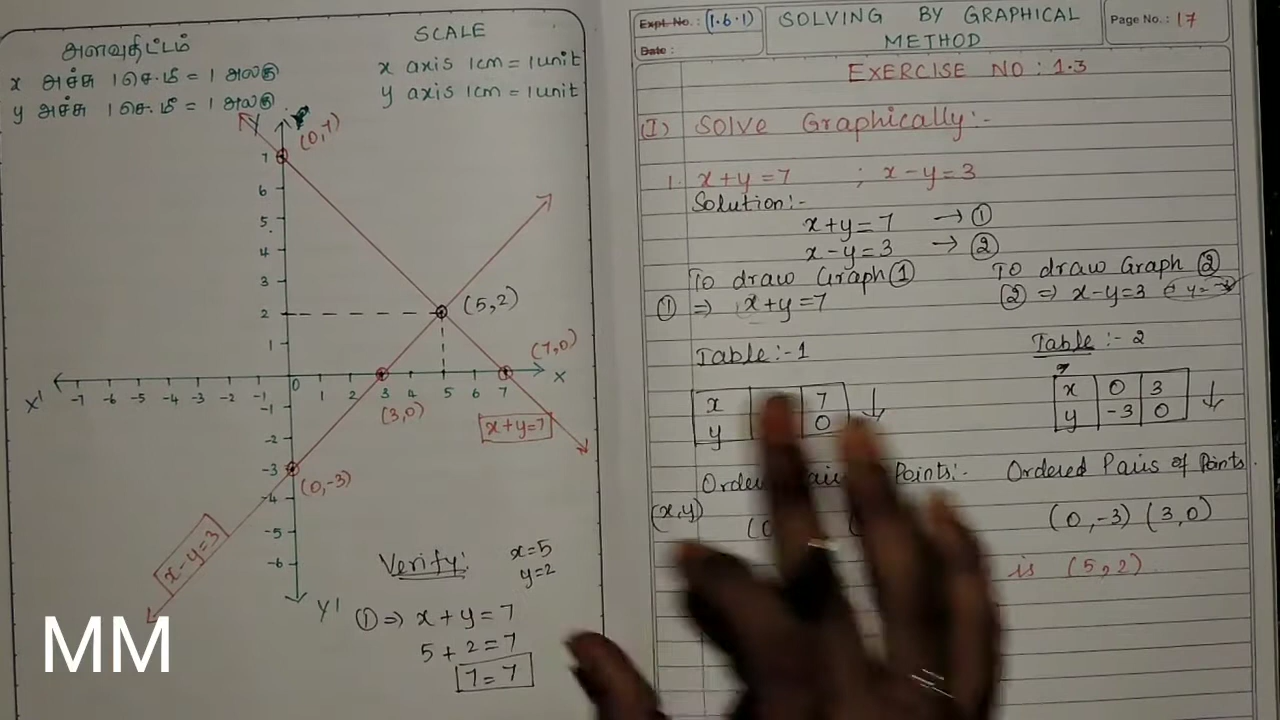 அளவுதிட்டம்
x அச்சு 1 செ.மீ = 1 அலகு
y அச்சு 1 செ.மீ = 1 அலகு
SCALE
x axis 1cm = 1unit
y axis 1cm = 1unit
Y
(0,7)
7
6
5
4
3
2
1
(5,2)
(7,0)
X' -7 -6 -5 -4 -3 -2 -1 0 1 2 3 4 5 6 7 X
(3,0)
x+y=7
-1
-2
-3
(0,-3)
-4
-5
-6
x-y=3
Y'
Verify:
x=5
y=2
① ⇒ x + y = 7
5 + 2 = 7
7 = 7
MM
Expt. No. : (1.6.1)
Date :
SOLVING BY GRAPHICAL
METHOD
Page No. : 17
EXERCISE NO : 1.3
(I) Solve Graphically:-
1. x+y=7 ; x-y=3
Solution:-
x+y=7 → ①
x-y=3 → ②
To draw Graph ① To draw Graph ②
① ⇒ x+y=7 ② ⇒ x-y=3
Table:-1 Table :- 2
x 7 x 0 3
y 0 y -3 0
Points:- Ordered Pairs of Points.
(x,y) (0,-3) (3,0)
is (5,2)